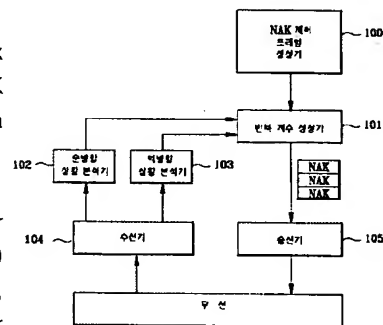 NAK 제어
프레임
생성기
100
반복 계수 생성기
101
순방향
상황 분석기
102
역방향
상황 분석기
103
NAK
NAK
NAK
수신기
104
송신기
105
무선